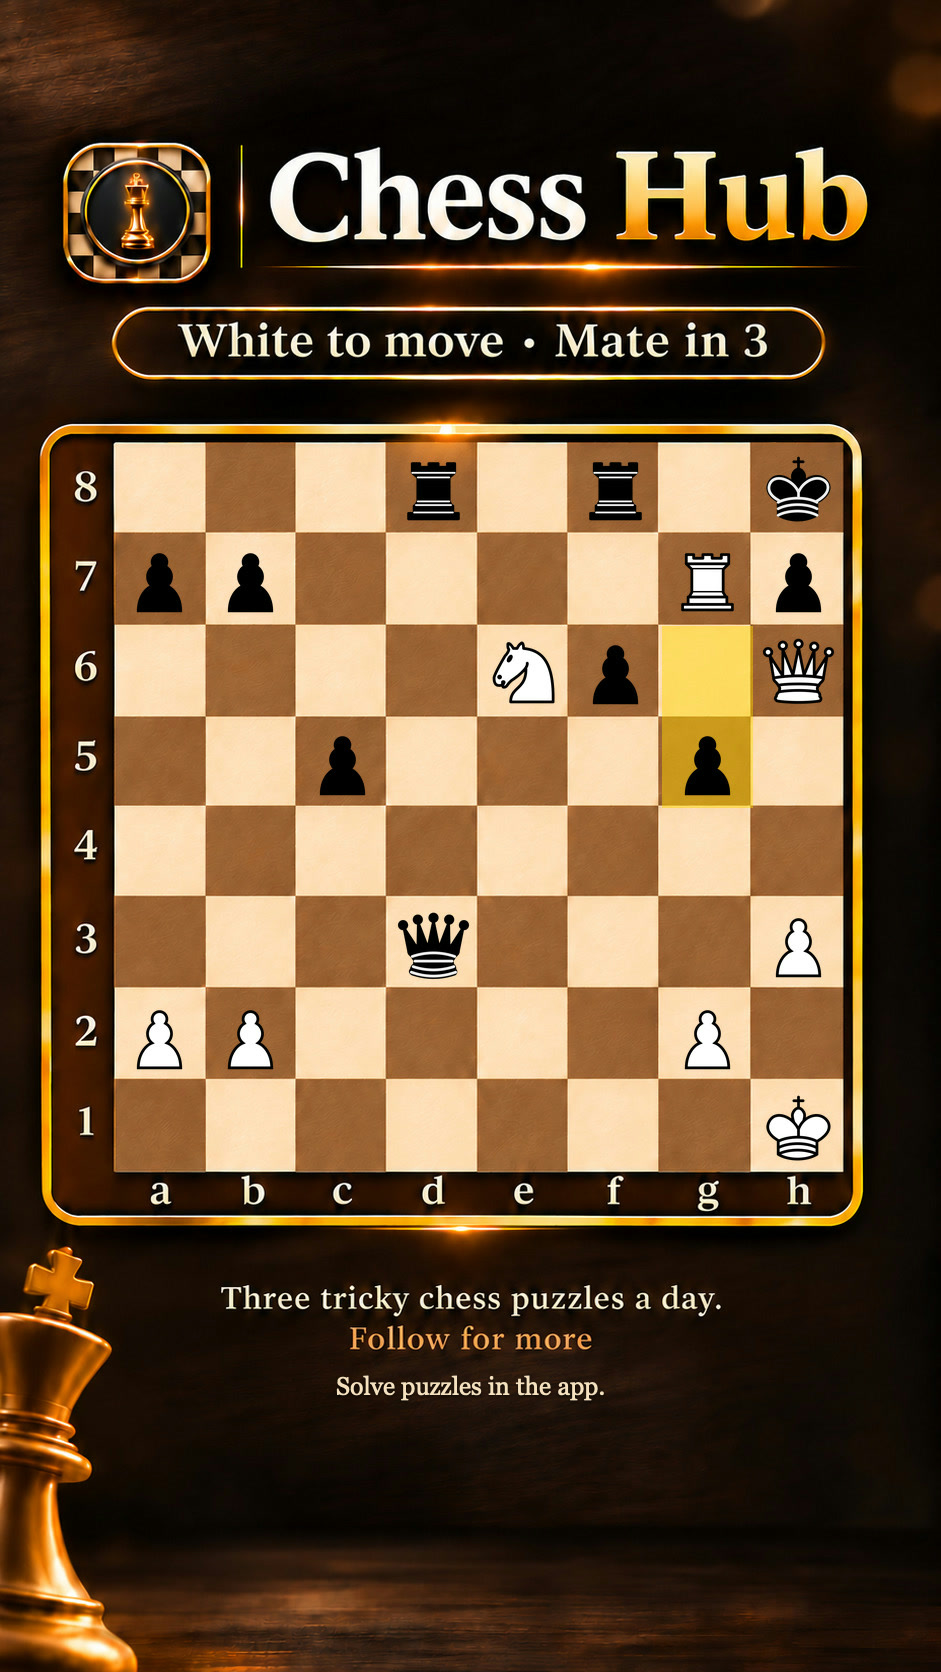 Chess Hub
White to move • Mate in 3
8
7
6
5
4
3
2
1
a b c d e f g h
Three tricky chess puzzles a day.
Follow for more
Solve puzzles in the app.